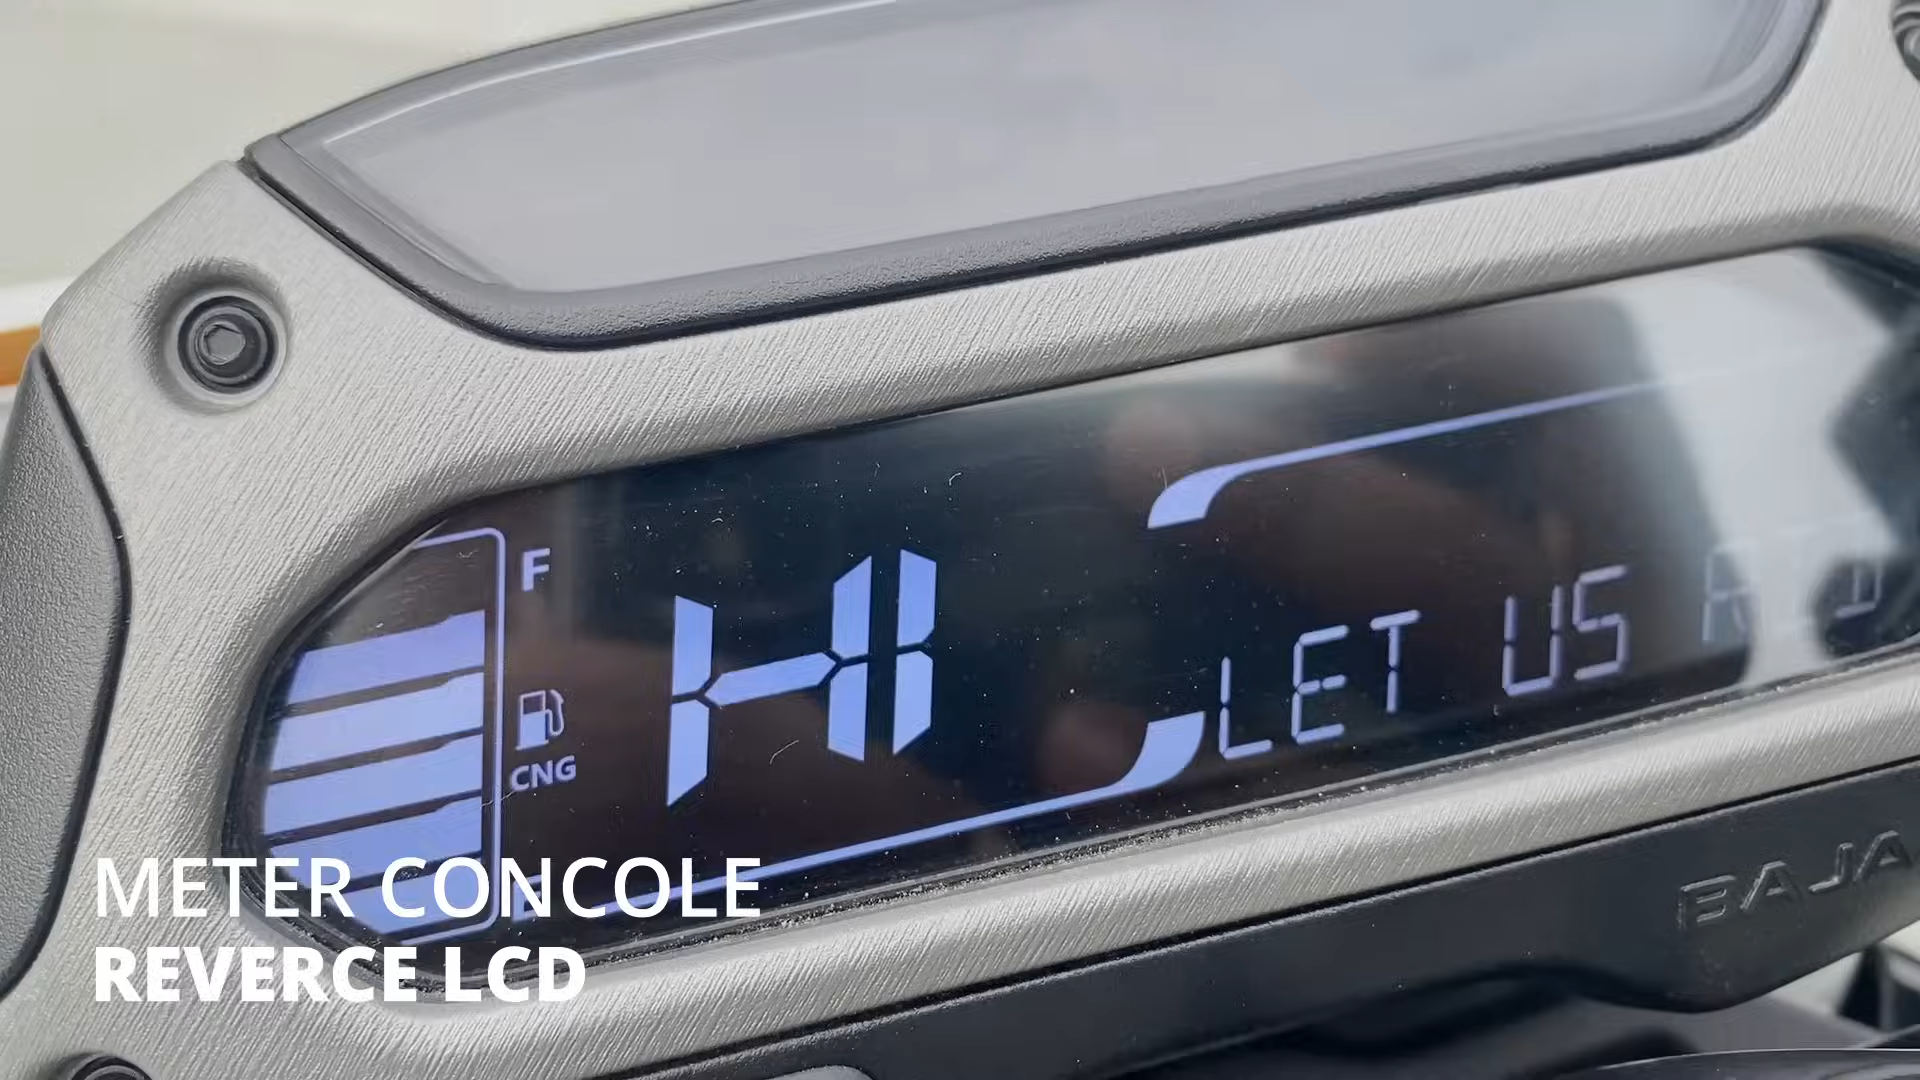 F
HI
LET US
CNG
BAJA
METER CONCOLE
REVERCE LCD